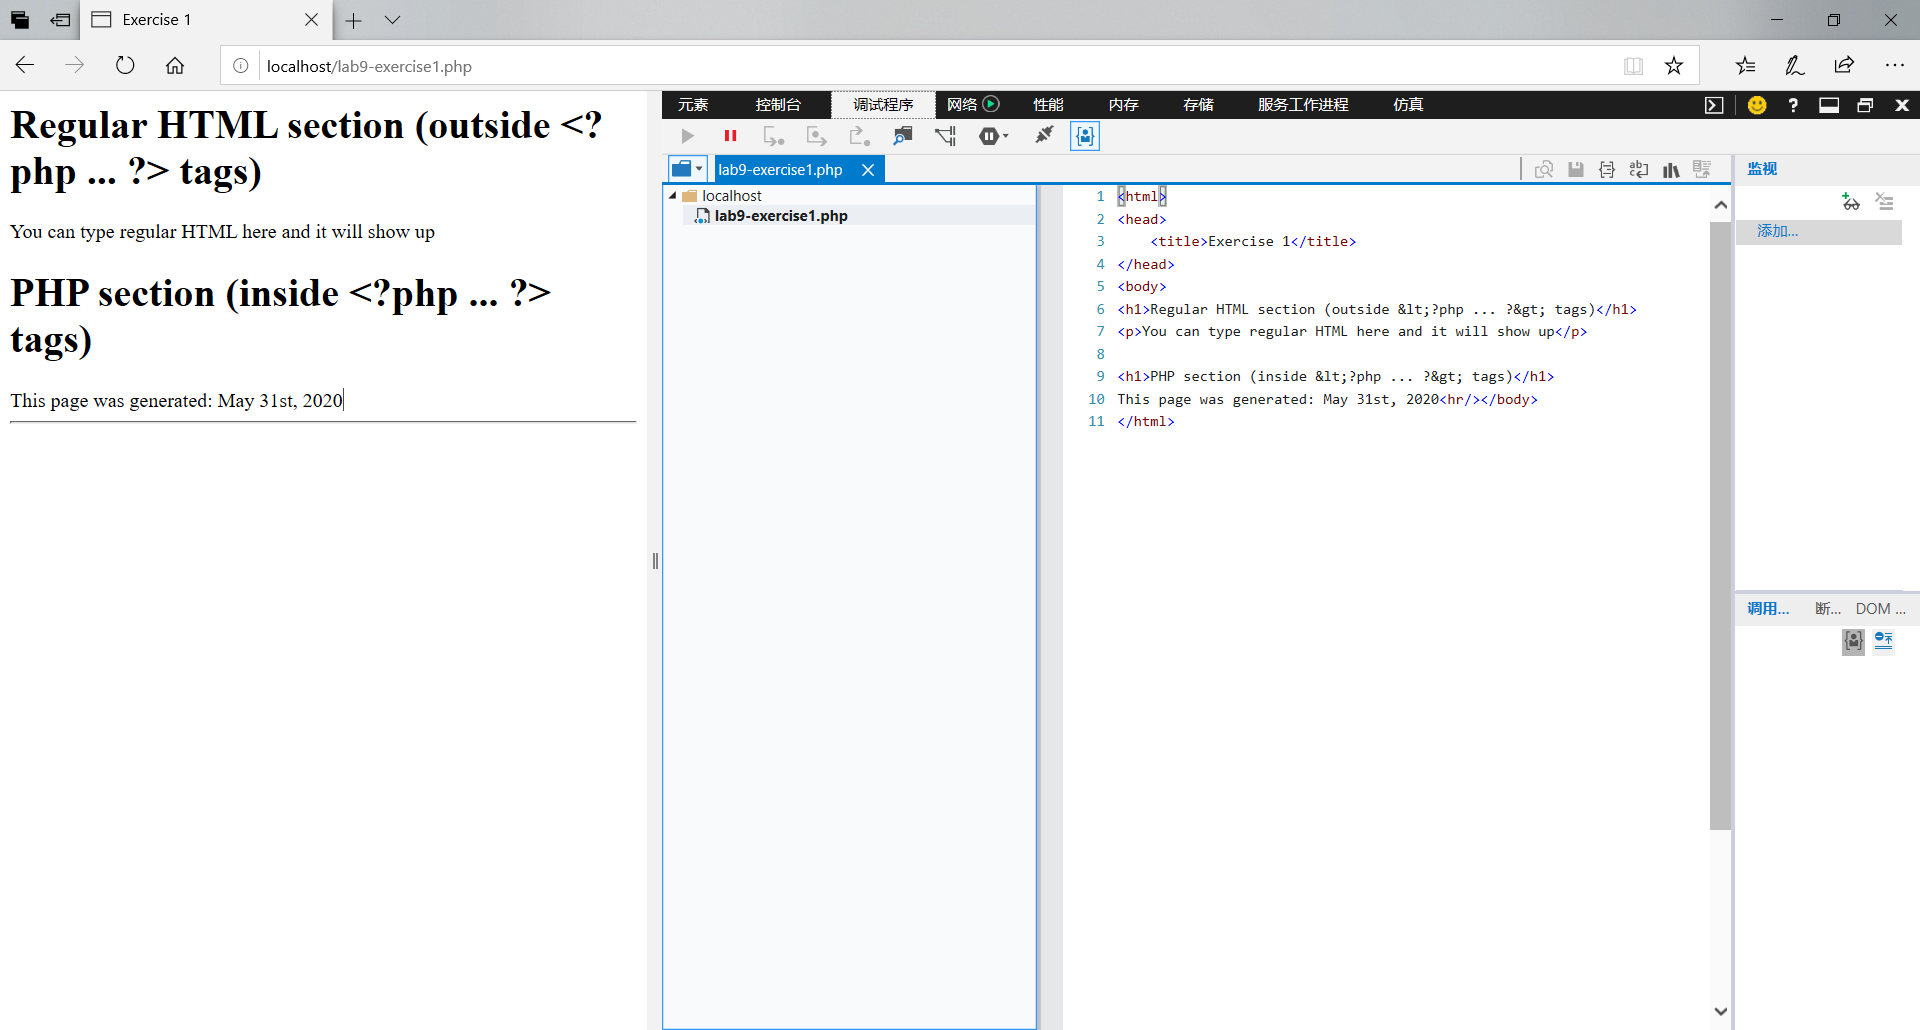 Exercise 1
localhost/lab9-exercise1.php
Regular HTML section (outside <?
php ... ?> tags)
You can type regular HTML here and it will show up
PHP section (inside <?php ... ?>
tags)
This page was generated: May 31st, 2020
元素 控制台 调试程序 网络 性能 内存 存储 服务工作进程 仿真
lab9-exercise1.php
localhost
lab9-exercise1.php
1 <html>
2 <head>
3     <title>Exercise 1</title>
4 </head>
5 <body>
6 <h1>Regular HTML section (outside &lt;?php ... ?&gt; tags)</h1>
7 <p>You can type regular HTML here and it will show up</p>
8
9 <h1>PHP section (inside &lt;?php ... ?&gt; tags)</h1>
10 This page was generated: May 31st, 2020<hr/></body>
11 </html>
监视
添加...
调用... 断... DOM ...